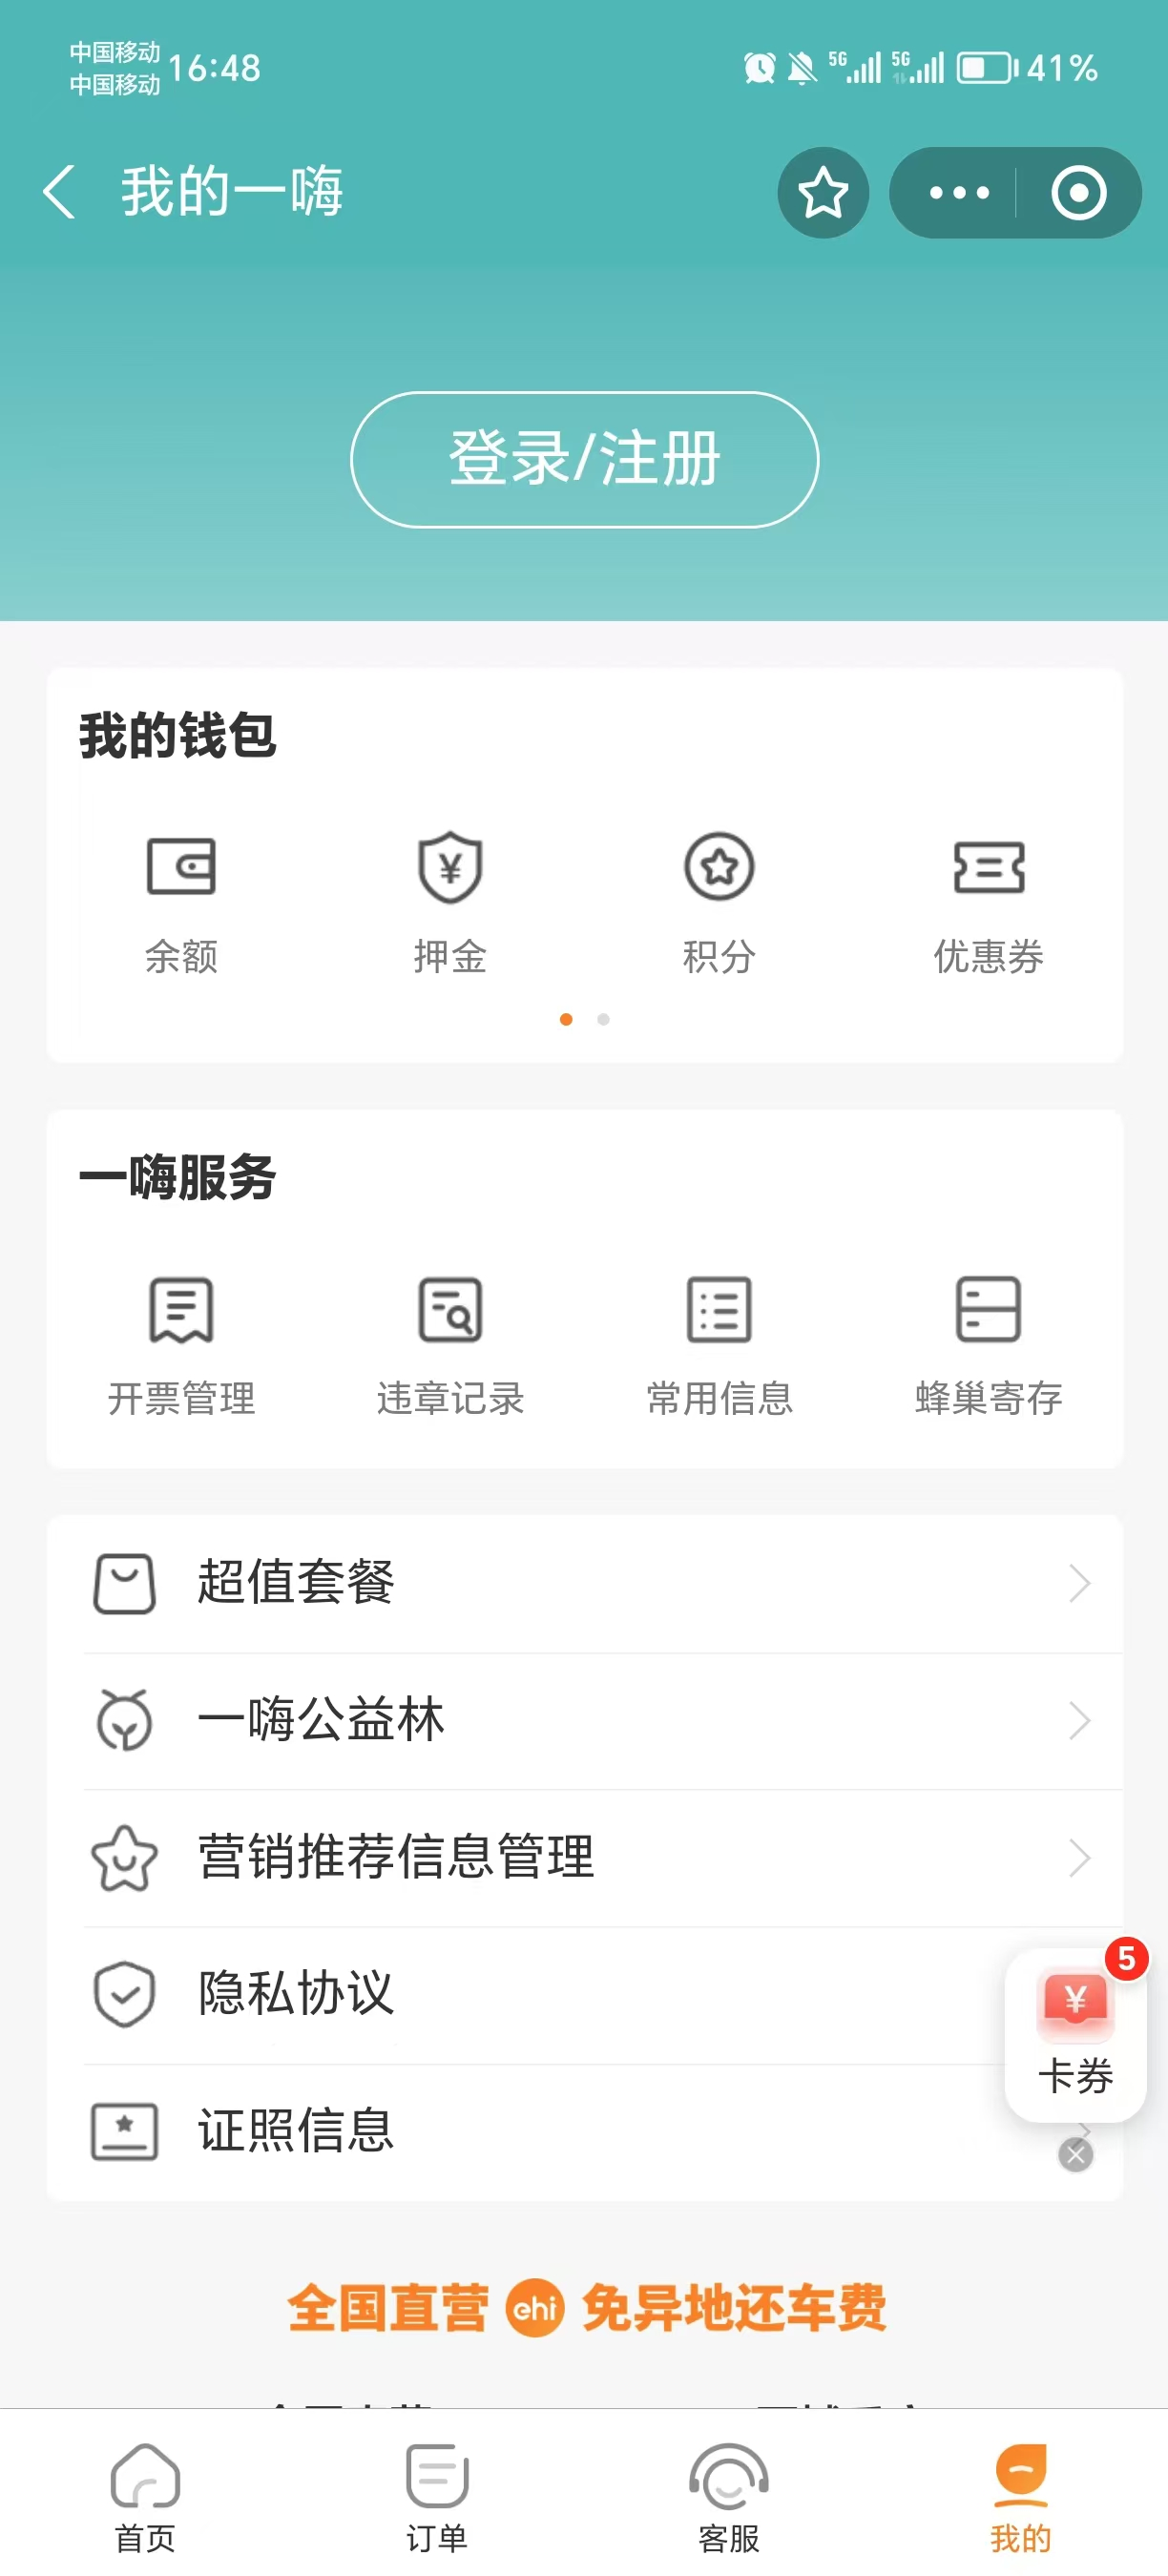 中国移动
中国移动
16:48
5G
5G
41%
我的一嗨
登录/注册
我的钱包
¥
余额
押金
积分
优惠券
一嗨服务
开票管理
违章记录
常用信息
蜂巢寄存
超值套餐
一嗨公益林
营销推荐信息管理
隐私协议
5
¥
卡券
证照信息
全国直营 ehi 免异地还车费
首页
订单
客服
我的